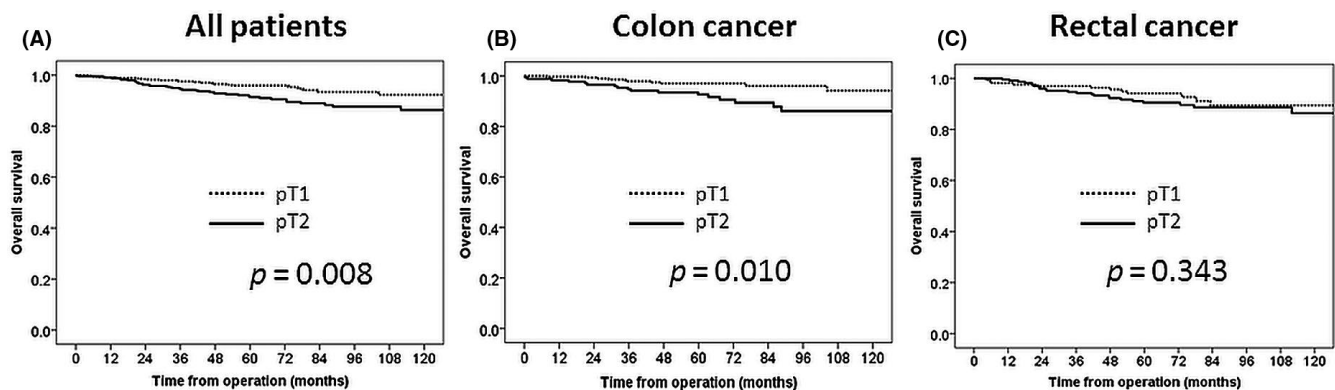 (A)
All patients
Overall survival
1.0
0.8
0.6
0.4
0.2
0.0
pT1
pT2
p = 0.008
0 12 24 36 48 60 72 84 96 108 120
Time from operation (months)
(B)
Colon cancer
Overall survival
1.0
0.8
0.6
0.4
0.2
0.0
pT1
pT2
p = 0.010
0 12 24 36 48 60 72 84 96 108 120
Time from operation (months)
(C)
Rectal cancer
Overall survival
1.0
0.8
0.6
0.4
0.2
0.0
pT1
pT2
p = 0.343
0 12 24 36 48 60 72 84 96 108 120
Time from operation (months)